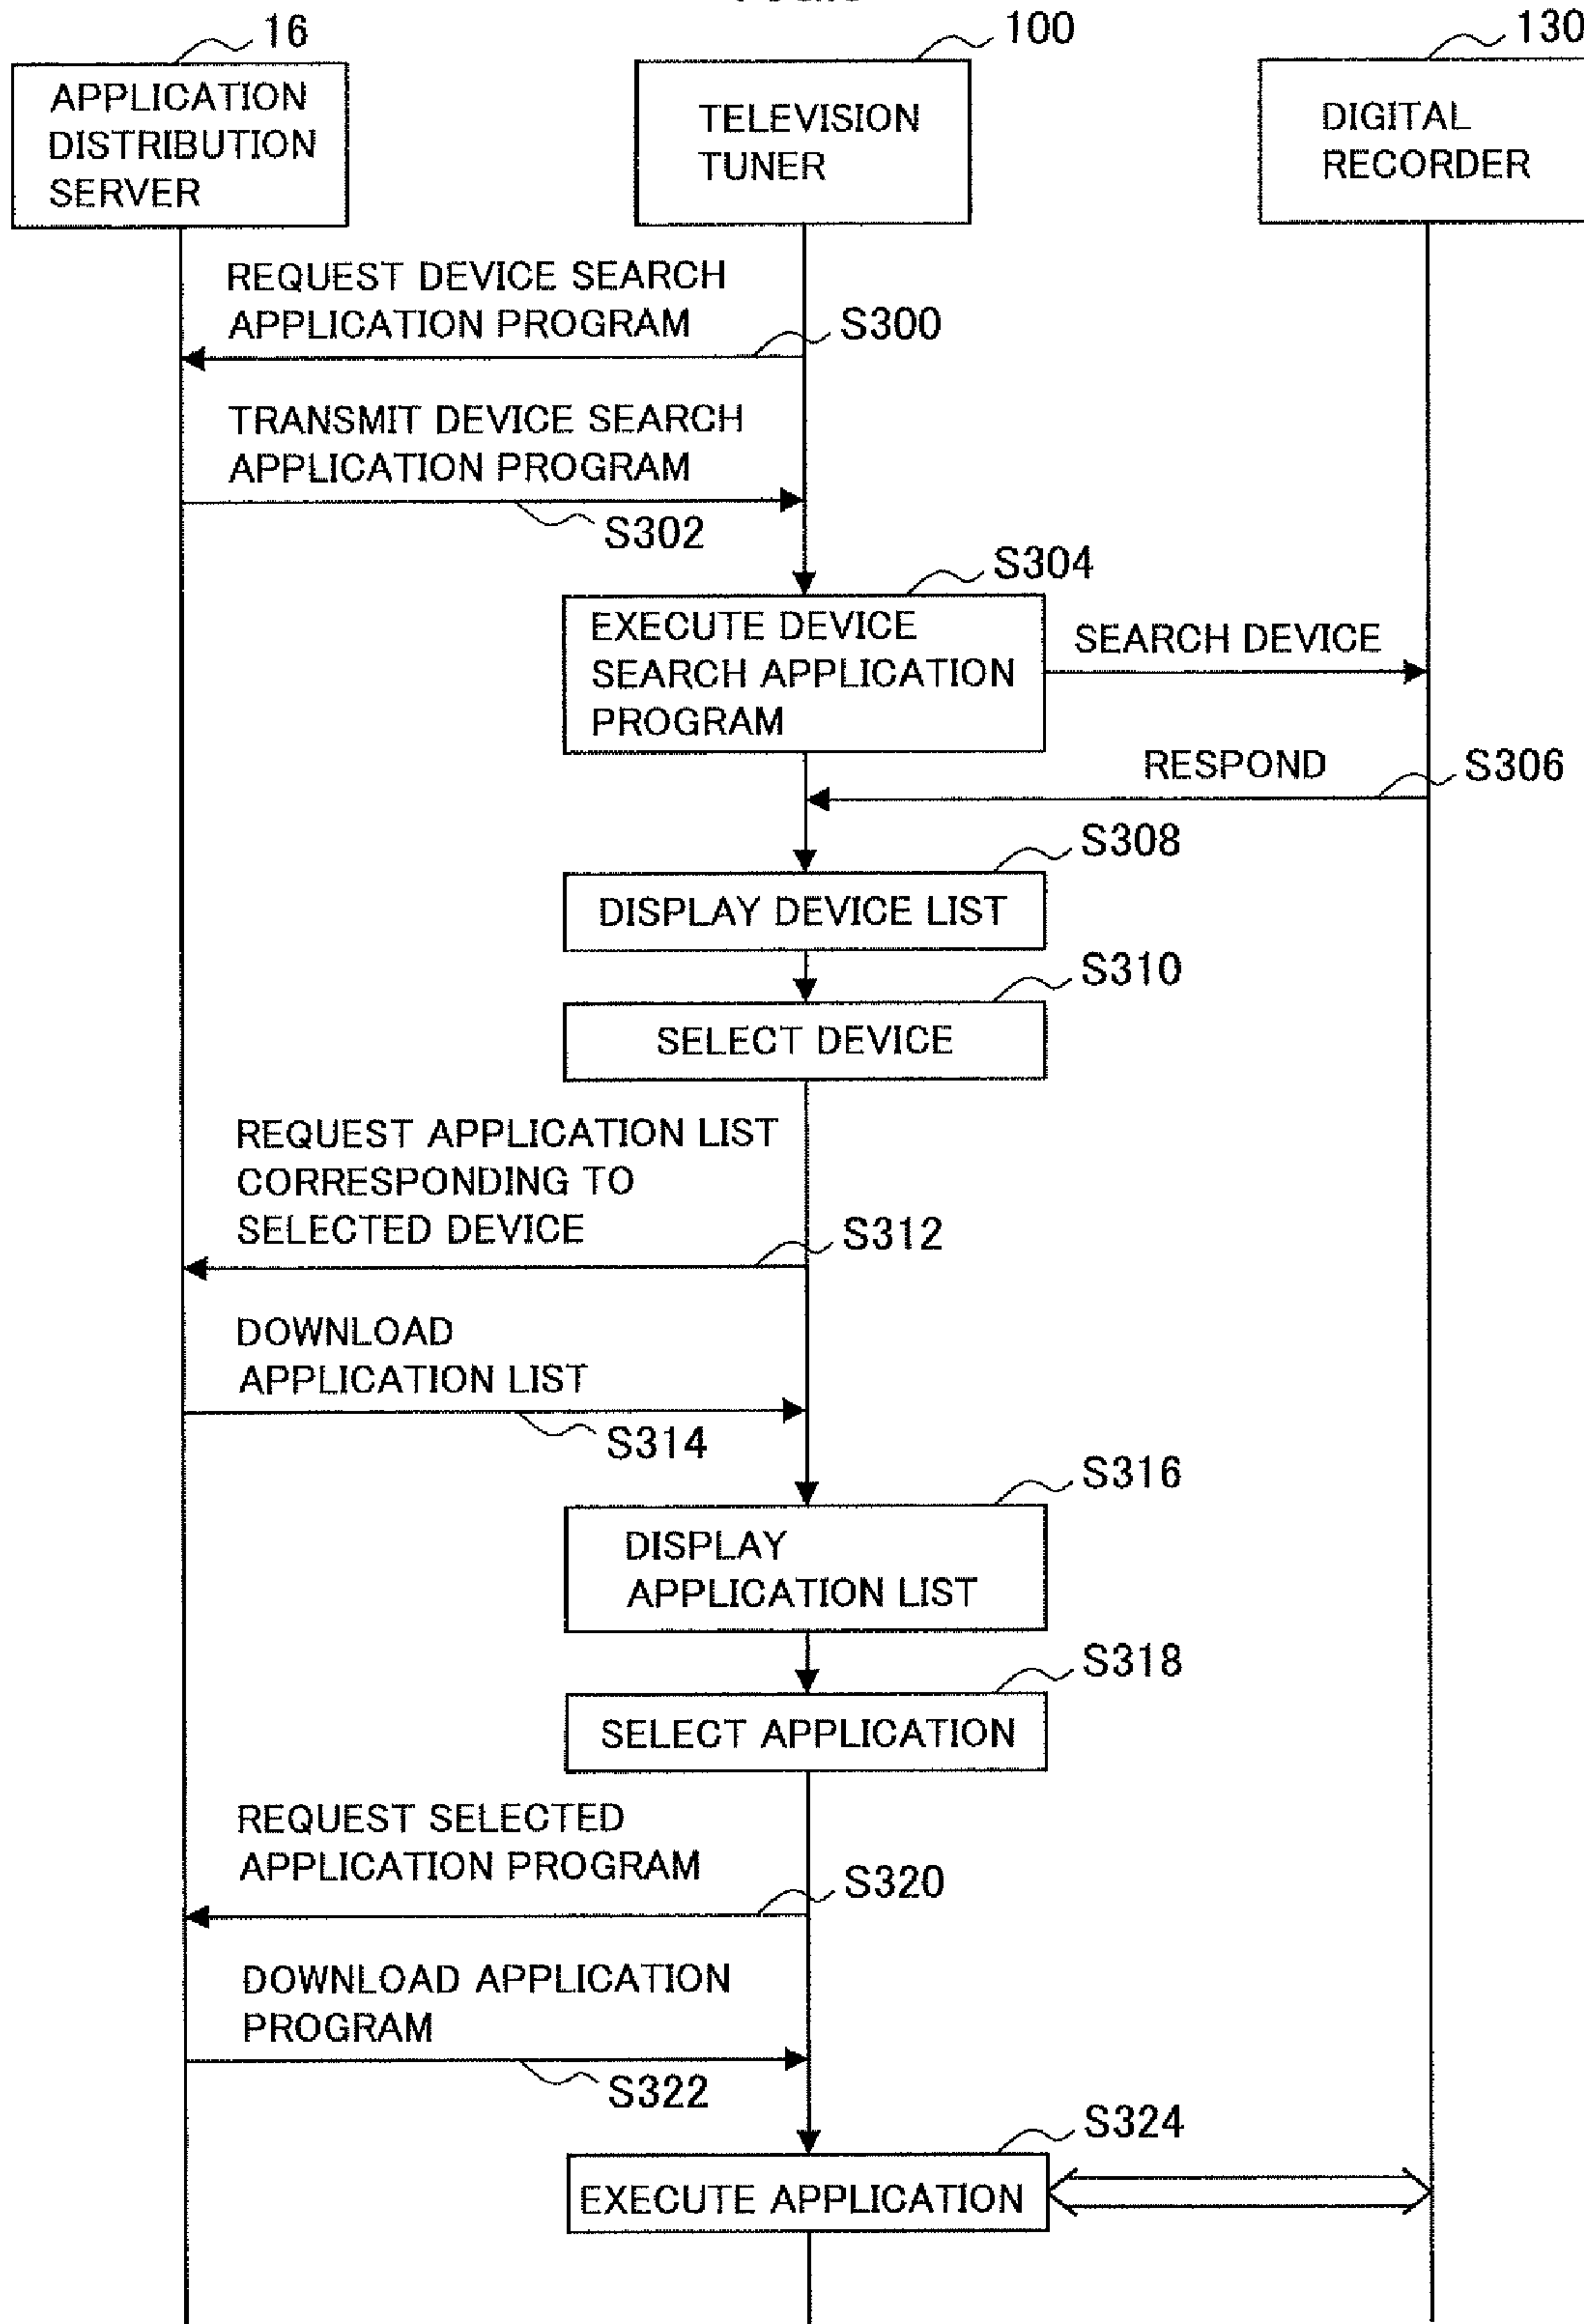 16
100
130
APPLICATION
DISTRIBUTION
SERVER
TELEVISION
TUNER
DIGITAL
RECORDER
REQUEST DEVICE SEARCH
APPLICATION PROGRAM
S300
TRANSMIT DEVICE SEARCH
APPLICATION PROGRAM
S302
S304
EXECUTE DEVICE
SEARCH APPLICATION
PROGRAM
SEARCH DEVICE
RESPOND
S306
S308
DISPLAY DEVICE LIST
S310
SELECT DEVICE
REQUEST APPLICATION LIST
CORRESPONDING TO
SELECTED DEVICE
S312
DOWNLOAD
APPLICATION LIST
S314
S316
DISPLAY
APPLICATION LIST
S318
SELECT APPLICATION
REQUEST SELECTED
APPLICATION PROGRAM
S320
DOWNLOAD APPLICATION
PROGRAM
S322
S324
EXECUTE APPLICATION